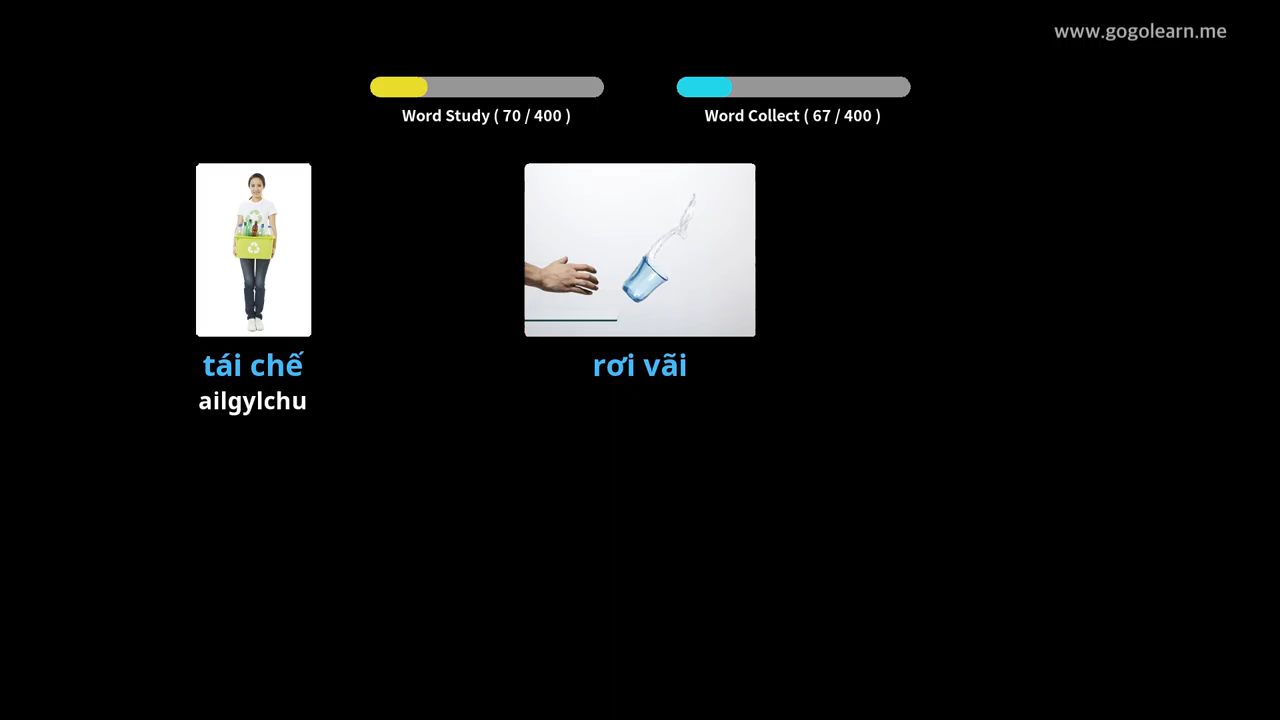 www.gogolearn.me
Word Study ( 70 / 400 )
Word Collect ( 67 / 400 )
tái chế
ailgylchu
rơi vãi